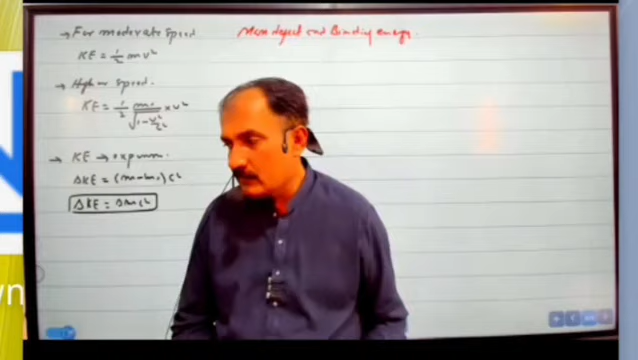 → For moderate speed
KE = 1/2 mv²
→ Higher speed.
KE = 1/2 m₀/√(1-v²/c²) × v²
→ KE →
ΔKE = (m-m₀)c²
ΔKE = Δmc²
Mass defect and Binding energy.